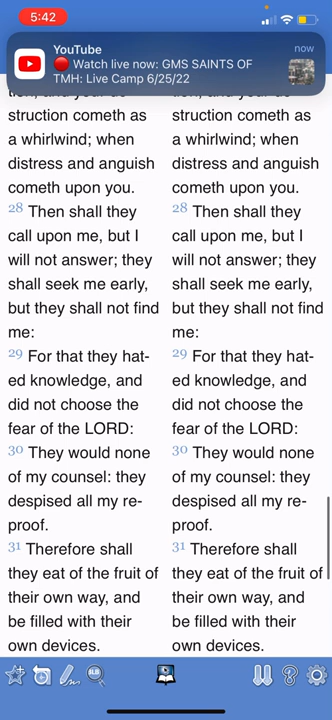 5:42
YouTube
now
🔴 Watch live now: GMS SAINTS OF
TMH: Live Camp 6/25/22
struction cometh as
a whirlwind; when
distress and anguish
cometh upon you.
28 Then shall they
call upon me, but I
will not answer; they
shall seek me early,
but they shall not find
me:
29 For that they hat-
ed knowledge, and
did not choose the
fear of the LORD:
30 They would none
of my counsel: they
despised all my re-
proof.
31 Therefore shall
they eat of the fruit of
their own way, and
be filled with their
own devices.
struction cometh as
a whirlwind; when
distress and anguish
cometh upon you.
28 Then shall they
call upon me, but I
will not answer; they
shall seek me early,
but they shall not find
me:
29 For that they hat-
ed knowledge, and
did not choose the
fear of the LORD:
30 They would none
of my counsel: they
despised all my re-
proof.
31 Therefore shall
they eat of the fruit of
their own way, and
be filled with their
own devices.
BLB